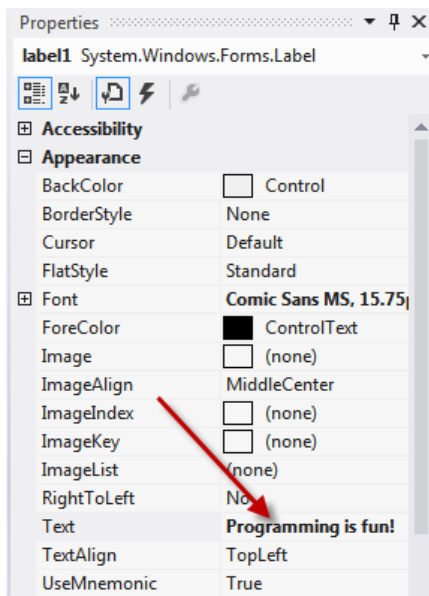 Properties
label1 System.Windows.Forms.Label
Accessibility
Appearance
BackColor Control
BorderStyle None
Cursor Default
FlatStyle Standard
Font Comic Sans MS, 15.75p
ForeColor ControlText
Image (none)
ImageAlign MiddleCenter
ImageIndex (none)
ImageKey (none)
ImageList (none)
RightToLeft No
Text Programming is fun!
TextAlign TopLeft
UseMnemonic True